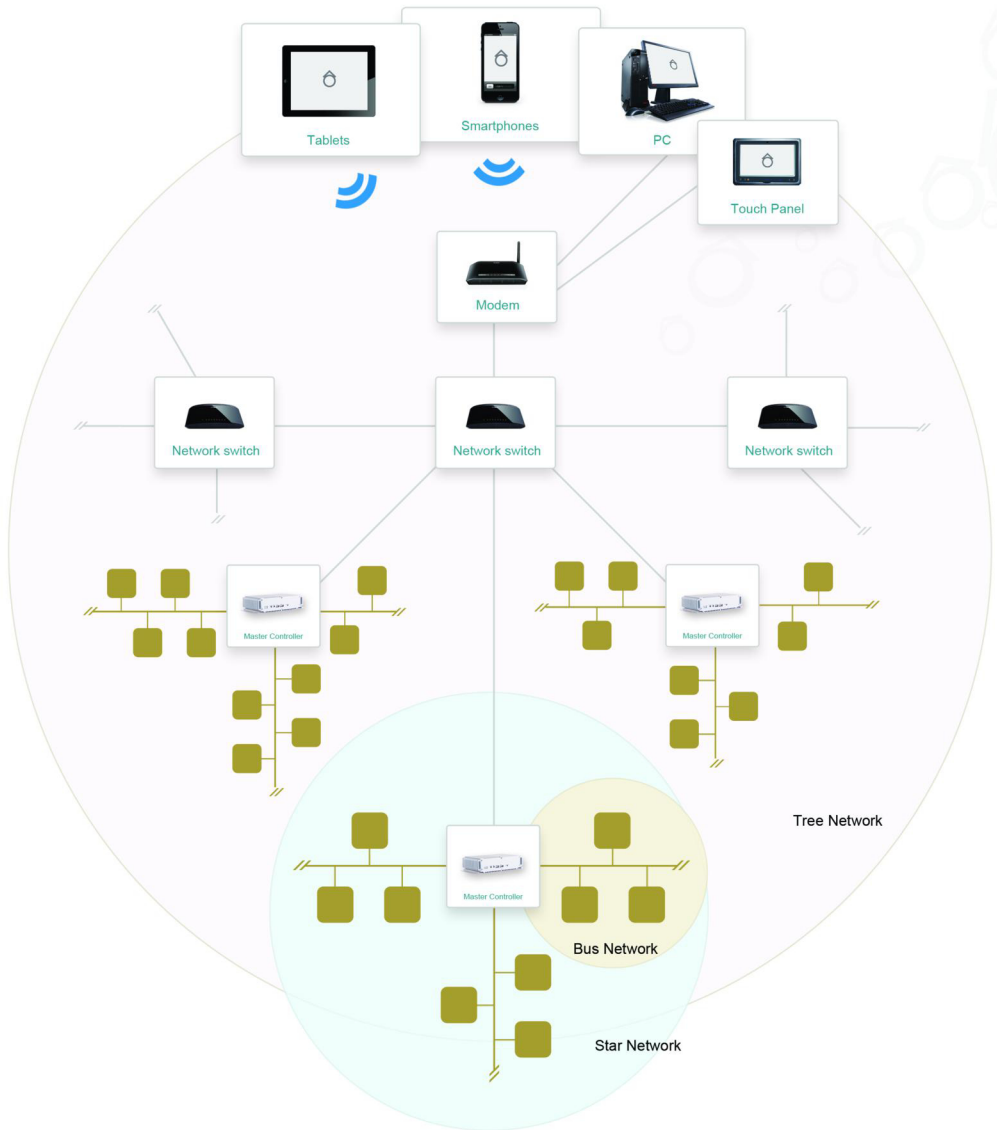 Tablets
Smartphones
PC
Touch Panel
Modem
Network switch
Network switch
Network switch
Master Controller
Master Controller
Tree Network
Master Controller
Bus Network
Star Network